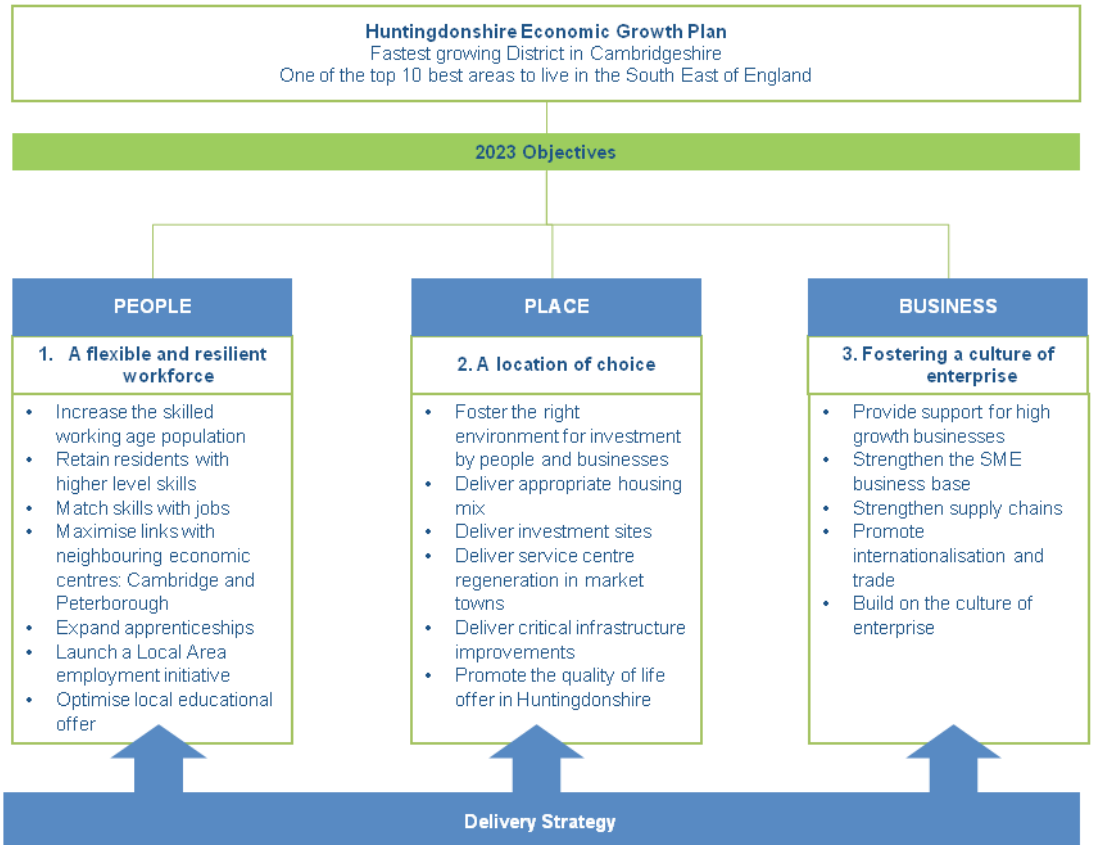 Huntingdonshire Economic Growth Plan
Fastest growing District in Cambridgeshire
One of the top 10 best areas to live in the South East of England
2023 Objectives
PEOPLE
1. A flexible and resilient
workforce
• Increase the skilled
working age population
• Retain residents with
higher level skills
• Match skills with jobs
• Maximise links with
neighbouring economic
centres: Cambridge and
Peterborough
• Expand apprenticeships
• Launch a Local Area
employment initiative
• Optimise local educational
offer
PLACE
2. A location of choice
• Foster the right
environment for investment
by people and businesses
• Deliver appropriate housing
mix
• Deliver investment sites
• Deliver service centre
regeneration in market
towns
• Deliver critical infrastructure
improvements
• Promote the quality of life
offer in Huntingdonshire
BUSINESS
3. Fostering a culture of
enterprise
• Provide support for high
growth businesses
• Strengthen the SME
business base
• Strengthen supply chains
• Promote
internationalisation and
trade
• Build on the culture of
enterprise
Delivery Strategy